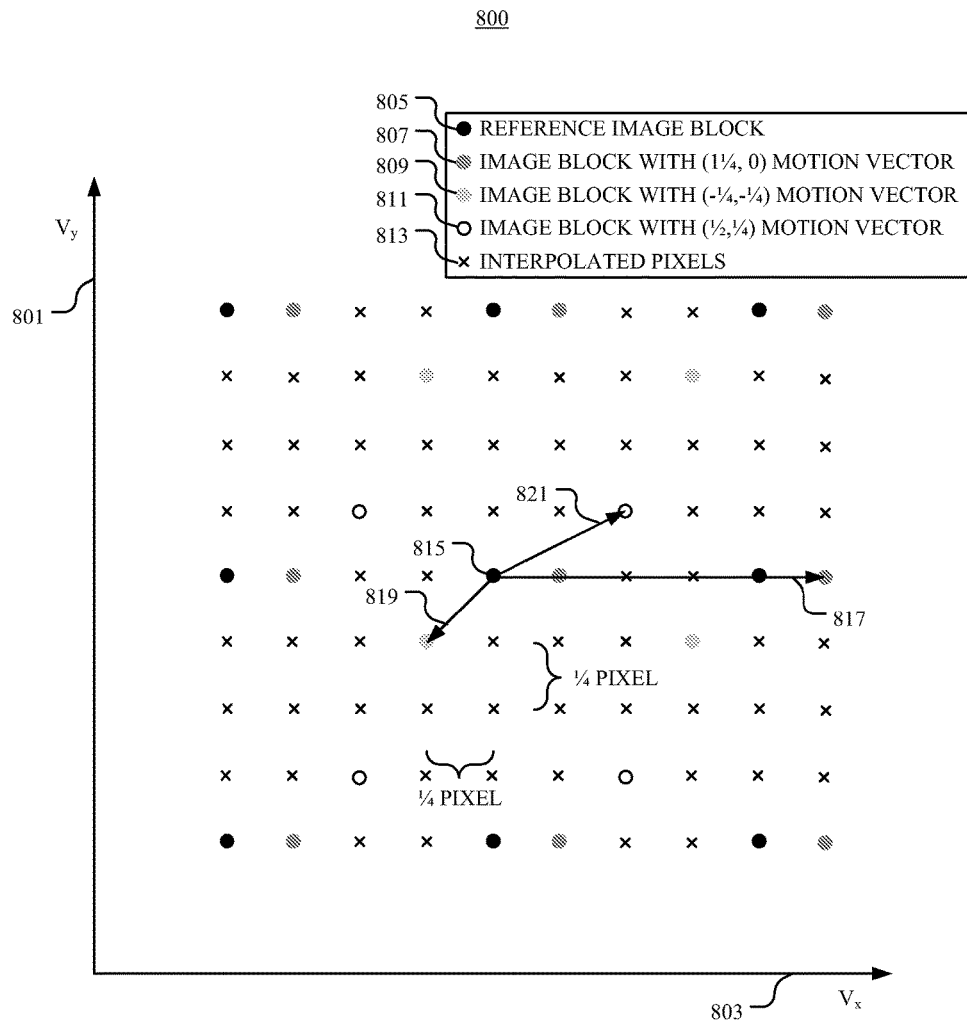 800
805
● REFERENCE IMAGE BLOCK
807
IMAGE BLOCK WITH (1¼, 0) MOTION VECTOR
809
IMAGE BLOCK WITH (-¼,-¼) MOTION VECTOR
811
IMAGE BLOCK WITH (½,¼) MOTION VECTOR
813
× INTERPOLATED PIXELS
Vy
801
821
815
819
817
¼ PIXEL
¼ PIXEL
803
Vx